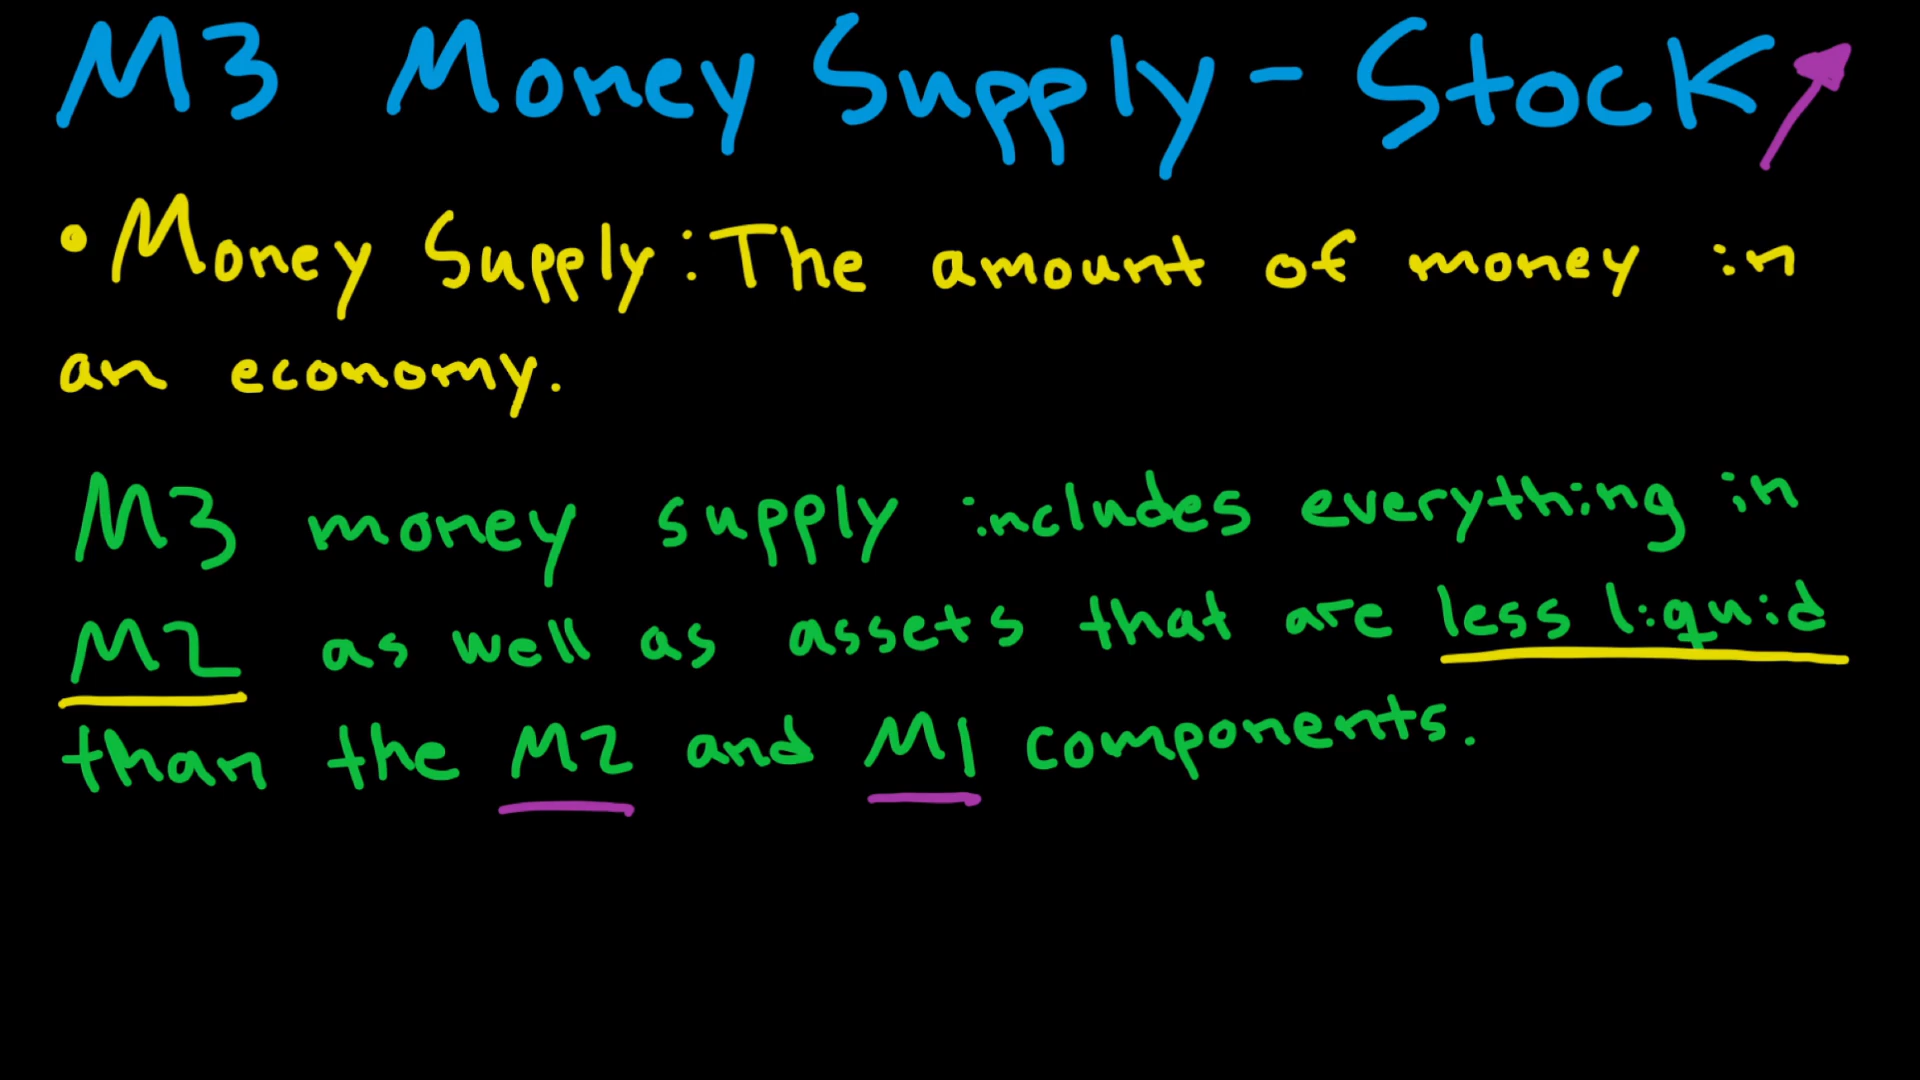 M3 Money Supply - Stock
• Money Supply: The amount of money in
an economy.
M3 money supply includes everything in
M2 as well as assets that are less liquid
than the M2 and M1 components.